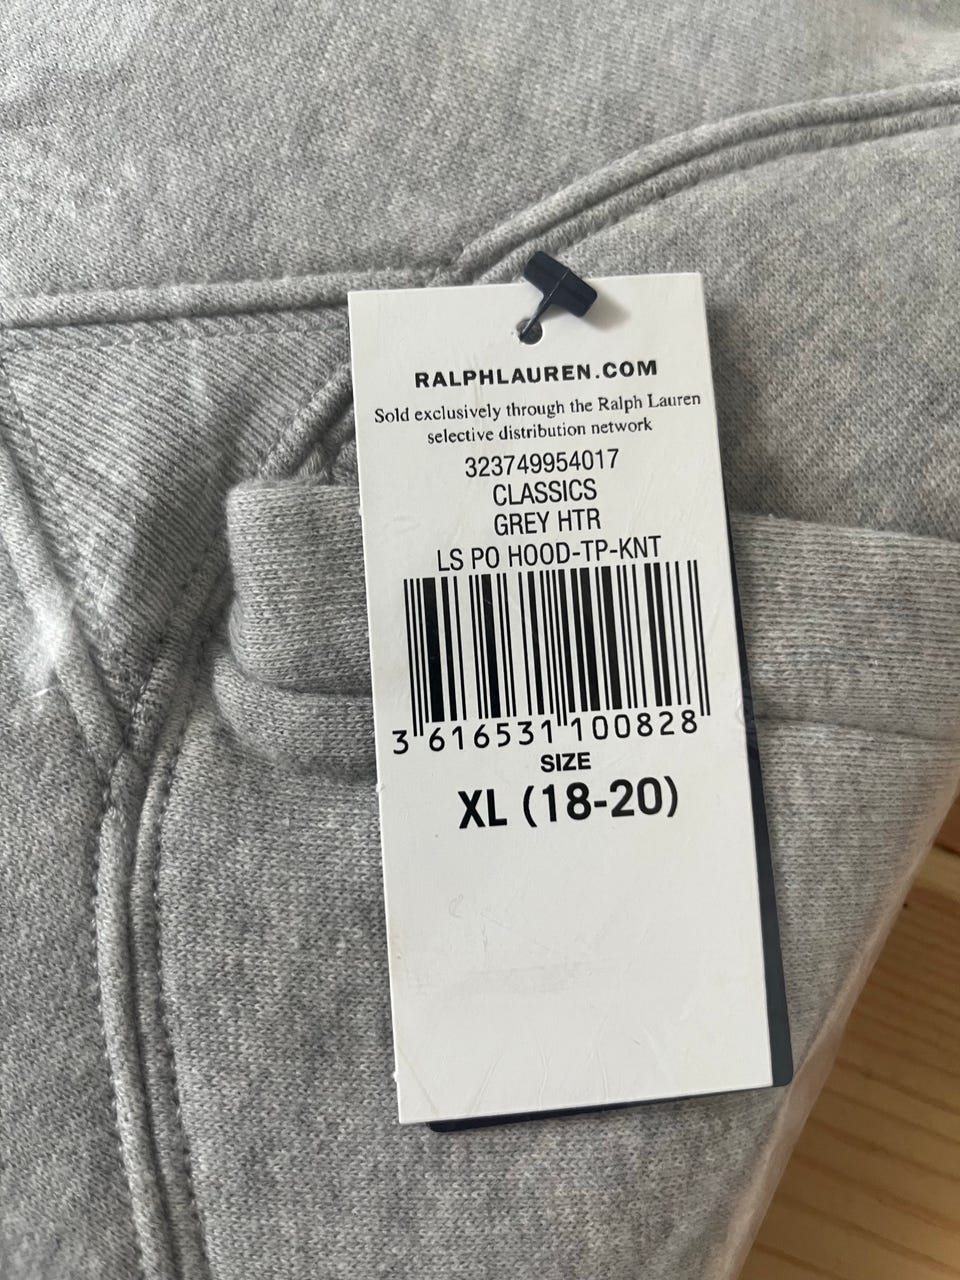 RALPHLAUREN.COM
Sold exclusively through the Ralph Lauren
selective distribution network
323749954017
CLASSICS
GREY HTR
LS PO HOOD-TP-KNT
3 616531 100828
SIZE
XL (18-20)